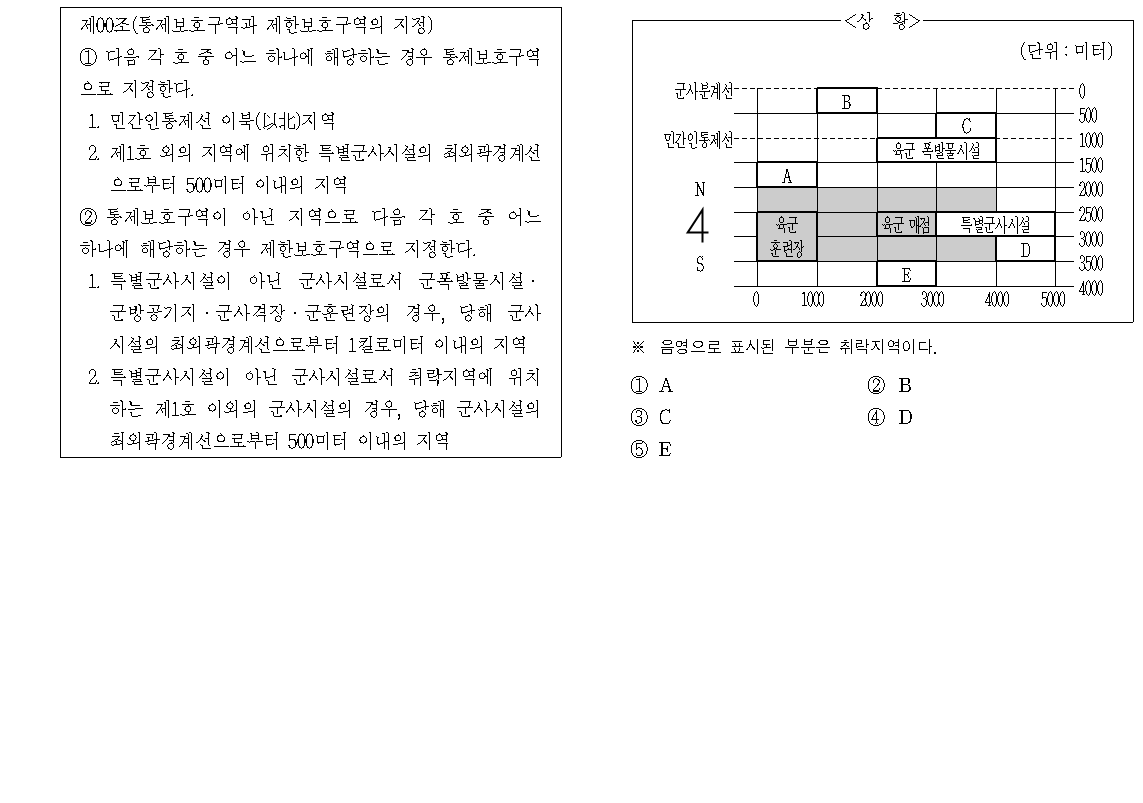 제00조(통제보호구역과 제한보호구역의 지정)
① 다음 각 호 중 어느 하나에 해당하는 경우 통제보호구역
으로 지정한다.
1. 민간인통제선 이북(以北)지역
2. 제1호 외의 지역에 위치한 특별군사시설의 최외곽경계선
으로부터 500미터 이내의 지역
② 통제보호구역이 아닌 지역으로 다음 각 호 중 어느
하나에 해당하는 경우 제한보호구역으로 지정한다.
1. 특별군사시설이 아닌 군사시설로서 군폭발물시설·
군방공기지·군사격장·군훈련장의 경우, 당해 군사
시설의 최외곽경계선으로부터 1킬로미터 이내의 지역
2. 특별군사시설이 아닌 군사시설로서 취락지역에 위치
하는 제1호 이외의 군사시설의 경우, 당해 군사시설의
최외곽경계선으로부터 500미터 이내의 지역
<상 황>
(단위 : 미터)
군사분계선
B
0
500
C
민간인통제선
1000
육군 폭발물시설
1500
A
N
2000
4
2500
육군
훈련장
육군 매점
특별군사시설
3000
D
S
3500
E
4000
0 1000 2000 3000 4000 5000
※ 음영으로 표시된 부분은 취락지역이다.
① A
② B
③ C
④ D
⑤ E